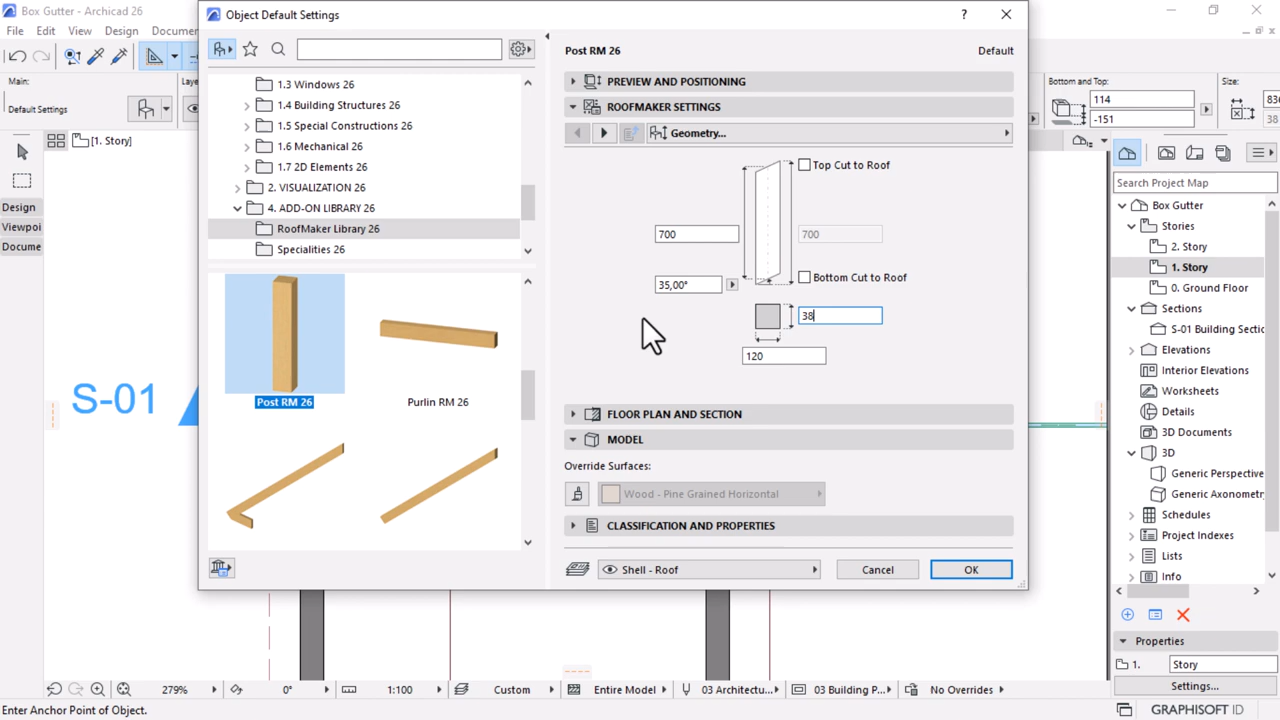 Box Gutter - Archicad 26
File Edit View Design Documen
Main:
Laye
Default Settings
[1. Story]
Design
Viewpoi
Docume
S-01
Object Default Settings
?
1.3 Windows 26
1.4 Building Structures 26
1.5 Special Constructions 26
1.6 Mechanical 26
1.7 2D Elements 26
2. VISUALIZATION 26
4. ADD-ON LIBRARY 26
RoofMaker Library 26
Specialities 26
Post RM 26
Purlin RM 26
Post RM 26
Default
PREVIEW AND POSITIONING
ROOFMAKER SETTINGS
Geometry...
Top Cut to Roof
700
700
35,00°
Bottom Cut to Roof
38
120
FLOOR PLAN AND SECTION
MODEL
Override Surfaces:
Wood - Pine Grained Horizontal
CLASSIFICATION AND PROPERTIES
Shell - Roof
Cancel
OK
Bottom and Top:
114
-151
Size:
830
38
Search Project Map
Box Gutter
Stories
2. Story
1. Story
0. Ground Floor
Sections
S-01 Building Sectio
Elevations
Interior Elevations
Worksheets
Details
3D Documents
3D
Generic Perspective
Generic Axonometr
Schedules
Project Indexes
Lists
Info
Properties
1.
Story
Settings...
279%
0°
1:100
Custom
Entire Model
03 Architectu...
03 Building P...
No Overrides
Enter Anchor Point of Object.
GRAPHISOFT ID